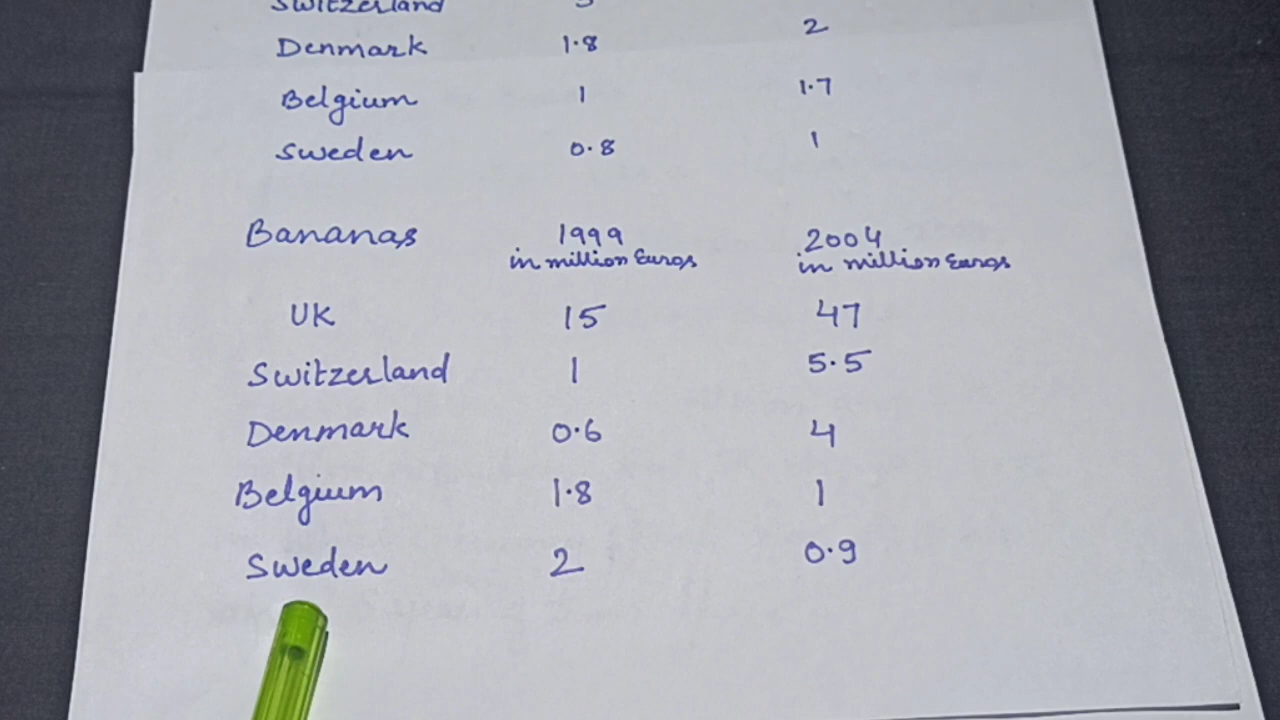 Switzerland
Denmark 1.8 2
Belgium 1 1.7
Sweden 0.8 1
Bananas 1999 2004
in million Euros in million Euros
UK 15 47
Switzerland 1 5.5
Denmark 0.6 4
Belgium 1.8 1
Sweden 2 0.9